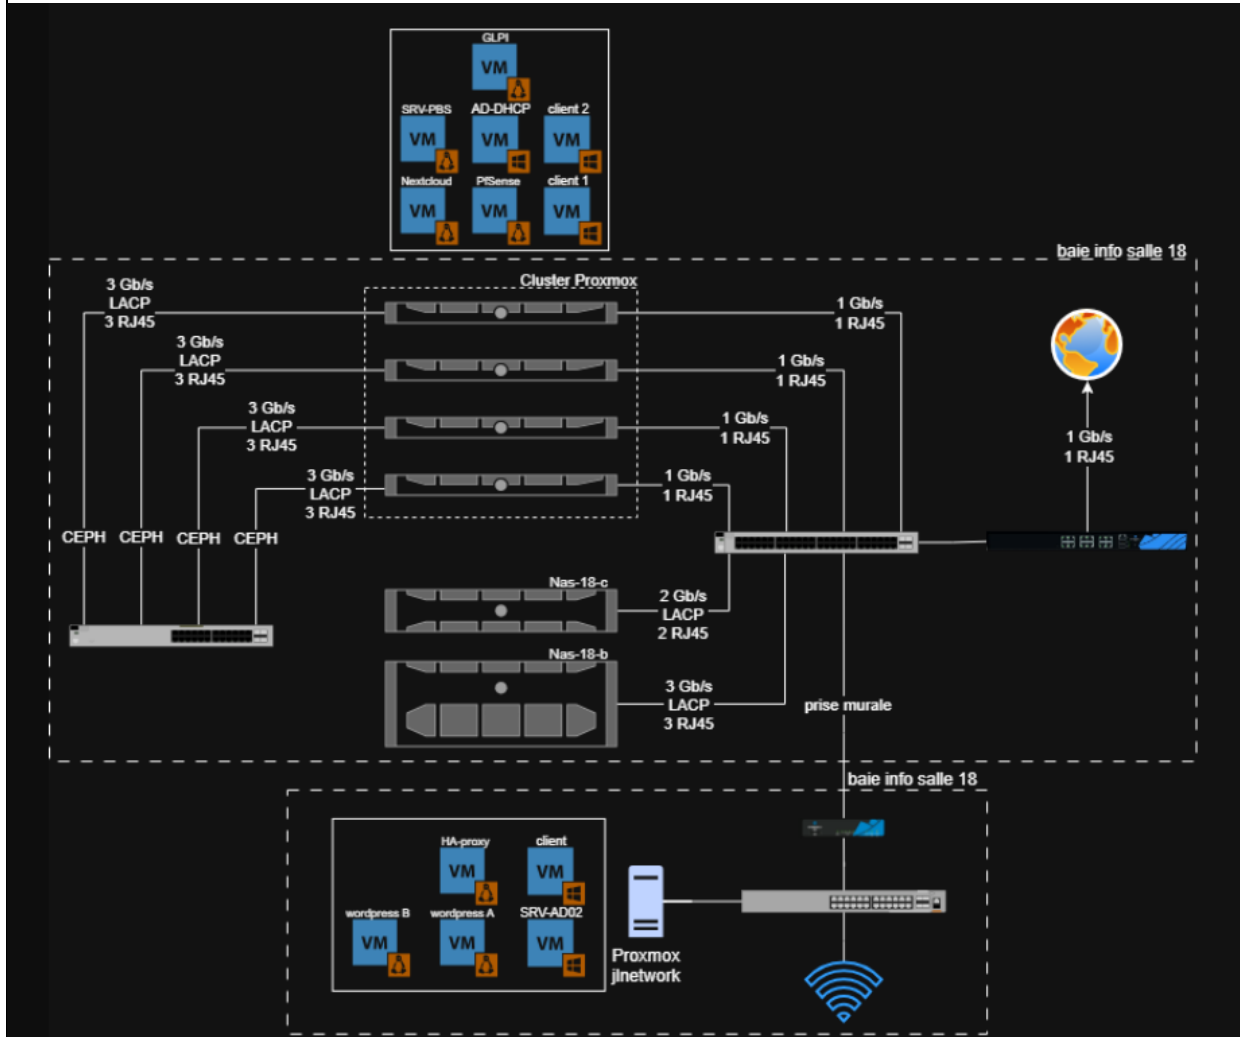 GLPI
VM
SRV-PBS
AD-DHCP
client 2
VM
VM
VM
Nextcloud
PfSense
client 1
VM
VM
VM
baie info salle 18
Cluster Proxmox
3 Gb/s
LACP
3 RJ45
1 Gb/s
1 RJ45
3 Gb/s
LACP
3 RJ45
1 Gb/s
1 RJ45
3 Gb/s
LACP
3 RJ45
1 Gb/s
1 RJ45
3 Gb/s
LACP
3 RJ45
1 Gb/s
1 RJ45
1 Gb/s
1 RJ45
CEPH
CEPH
CEPH
CEPH
Nas-18-c
2 Gb/s
LACP
2 RJ45
Nas-18-b
3 Gb/s
LACP
3 RJ45
prise murale
baie info salle 18
HA-proxy
client
VM
VM
wordpress B
wordpress A
SRV-AD02
VM
VM
VM
Proxmox
jlnetwork